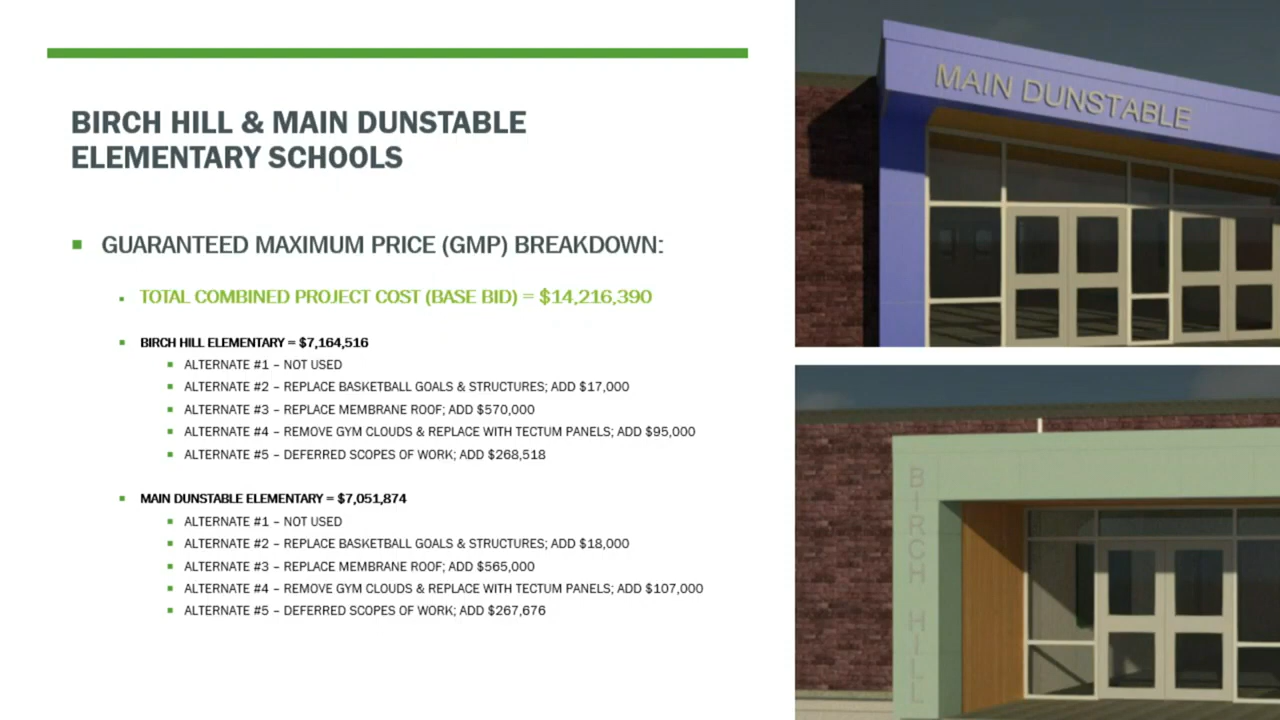 BIRCH HILL & MAIN DUNSTABLE
ELEMENTARY SCHOOLS
GUARANTEED MAXIMUM PRICE (GMP) BREAKDOWN:
TOTAL COMBINED PROJECT COST (BASE BID) = $14,216,390
BIRCH HILL ELEMENTARY = $7,164,516
ALTERNATE #1 – NOT USED
ALTERNATE #2 – REPLACE BASKETBALL GOALS & STRUCTURES; ADD $17,000
ALTERNATE #3 – REPLACE MEMBRANE ROOF; ADD $570,000
ALTERNATE #4 – REMOVE GYM CLOUDS & REPLACE WITH TECTUM PANELS; ADD $95,000
ALTERNATE #5 – DEFERRED SCOPES OF WORK; ADD $268,518
MAIN DUNSTABLE ELEMENTARY = $7,051,874
ALTERNATE #1 – NOT USED
ALTERNATE #2 – REPLACE BASKETBALL GOALS & STRUCTURES; ADD $18,000
ALTERNATE #3 – REPLACE MEMBRANE ROOF; ADD $565,000
ALTERNATE #4 – REMOVE GYM CLOUDS & REPLACE WITH TECTUM PANELS; ADD $107,000
ALTERNATE #5 – DEFERRED SCOPES OF WORK; ADD $267,676
MAIN DUNSTABLE
BIRCH HILL